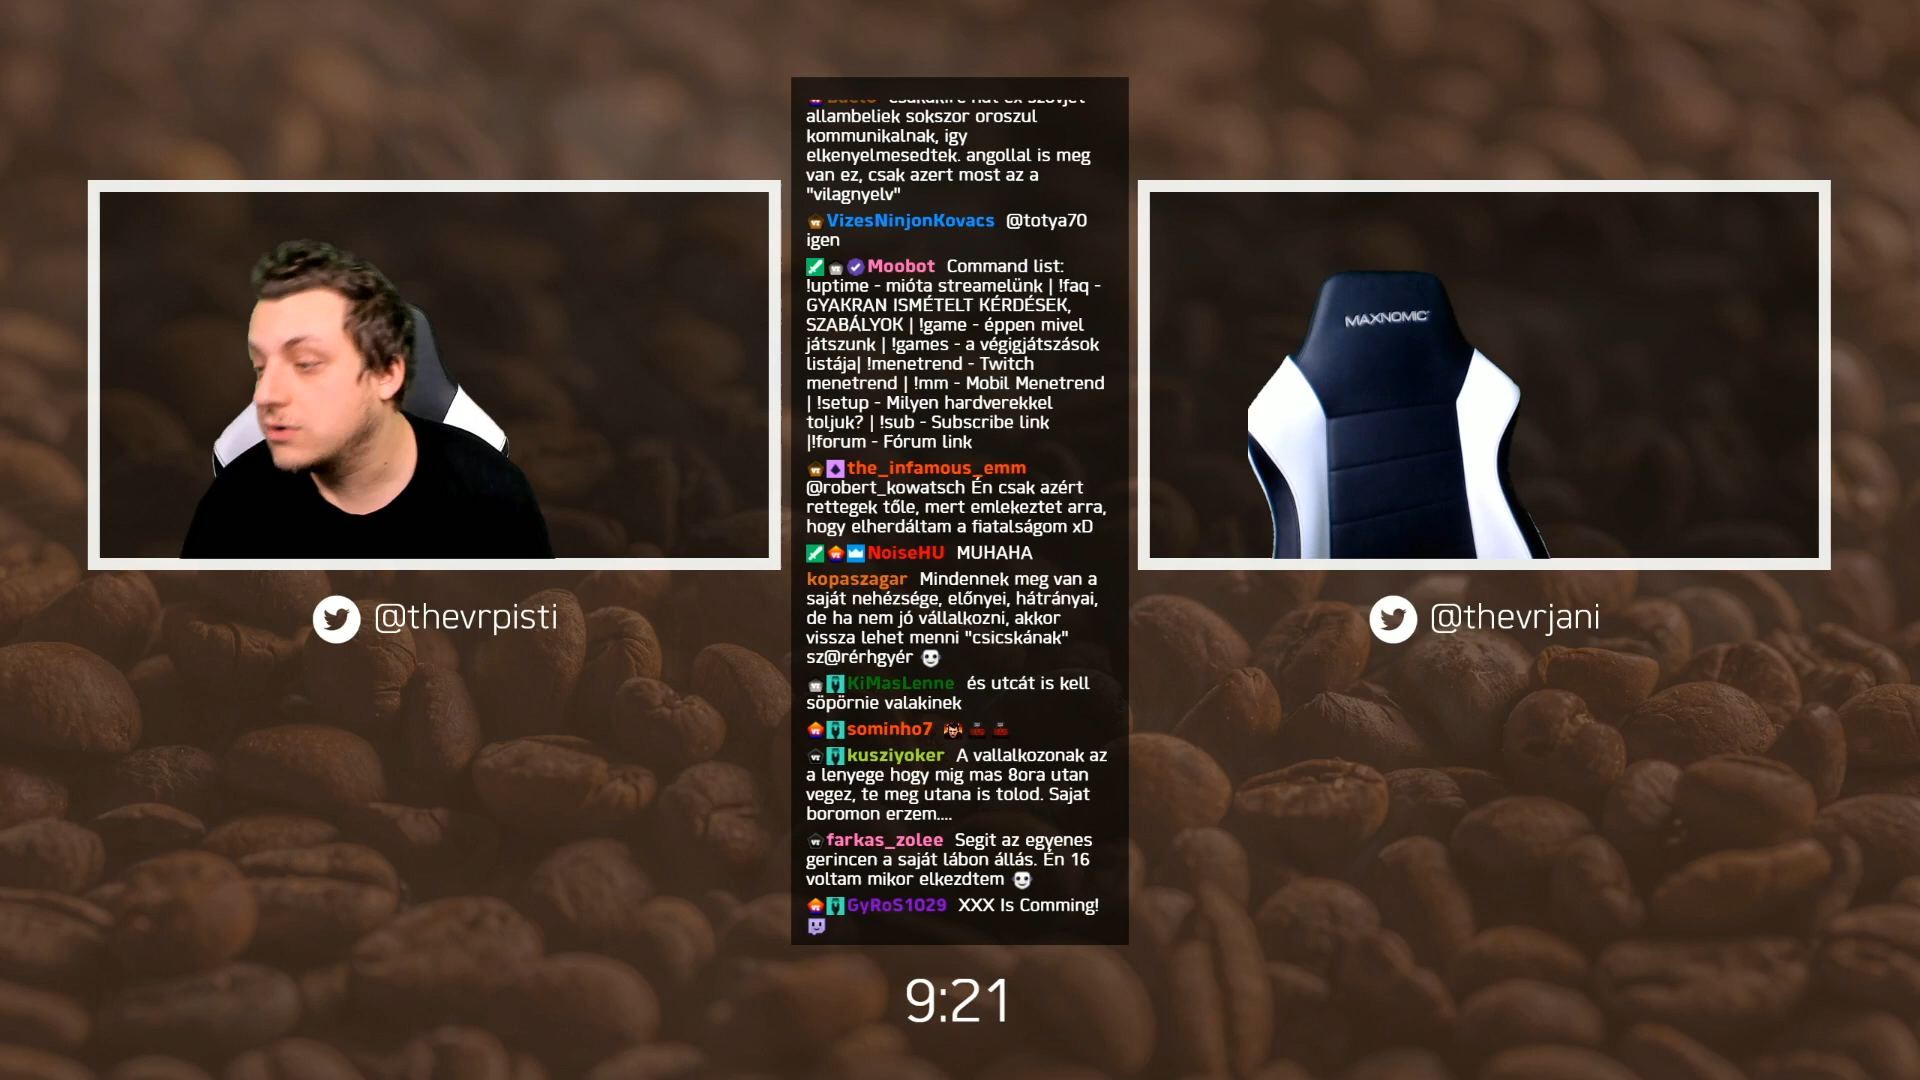 allambeliek sokszor oroszul
kommunikalnak, igy
elkenyelmesedtek. angollal is meg
van ez, csak azert most az a
"vilagnyelv"
VizesNinjonKovacs @totya70
igen
Moobot Command list:
!uptime - mióta streamelünk | !faq -
GYAKRAN ISMÉTELT KÉRDÉSEK,
SZABÁLYOK | !game - éppen mivel
játszunk | !games - a végigjátszások
listája| !menetrend - Twitch
menetrend | !mm - Mobil Menetrend
| !setup - Milyen hardverekkel
toljuk? | !sub - Subscribe link
|!forum - Fórum link
the_infamous_emm
@robert_kowatsch Én csak azért
rettegek tőle, mert emlekeztet arra,
hogy elherdáltam a fiatalságom xD
NoiseHU MUHAHA
kopaszagar Mindennek meg van a
saját nehézsége, előnyei, hátrányai,
de ha nem jó vállalkozni, akkor
vissza lehet menni "csicskának"
sz@rérhgyér
KiMasLenne és utcát is kell
söpörnie valakinek
sominho7
kusziyoker A vallalkozonak az
a lenyege hogy mig mas 8ora utan
vegez, te meg utana is tolod. Sajat
boromon erzem....
farkas_zolee Segit az egyenes
gerincen a saját lábon állás. Én 16
voltam mikor elkezdtem
GyRoS1029 XXX Is Comming!
MAXNOMIC
@thevrpisti
@thevrjani
9:21